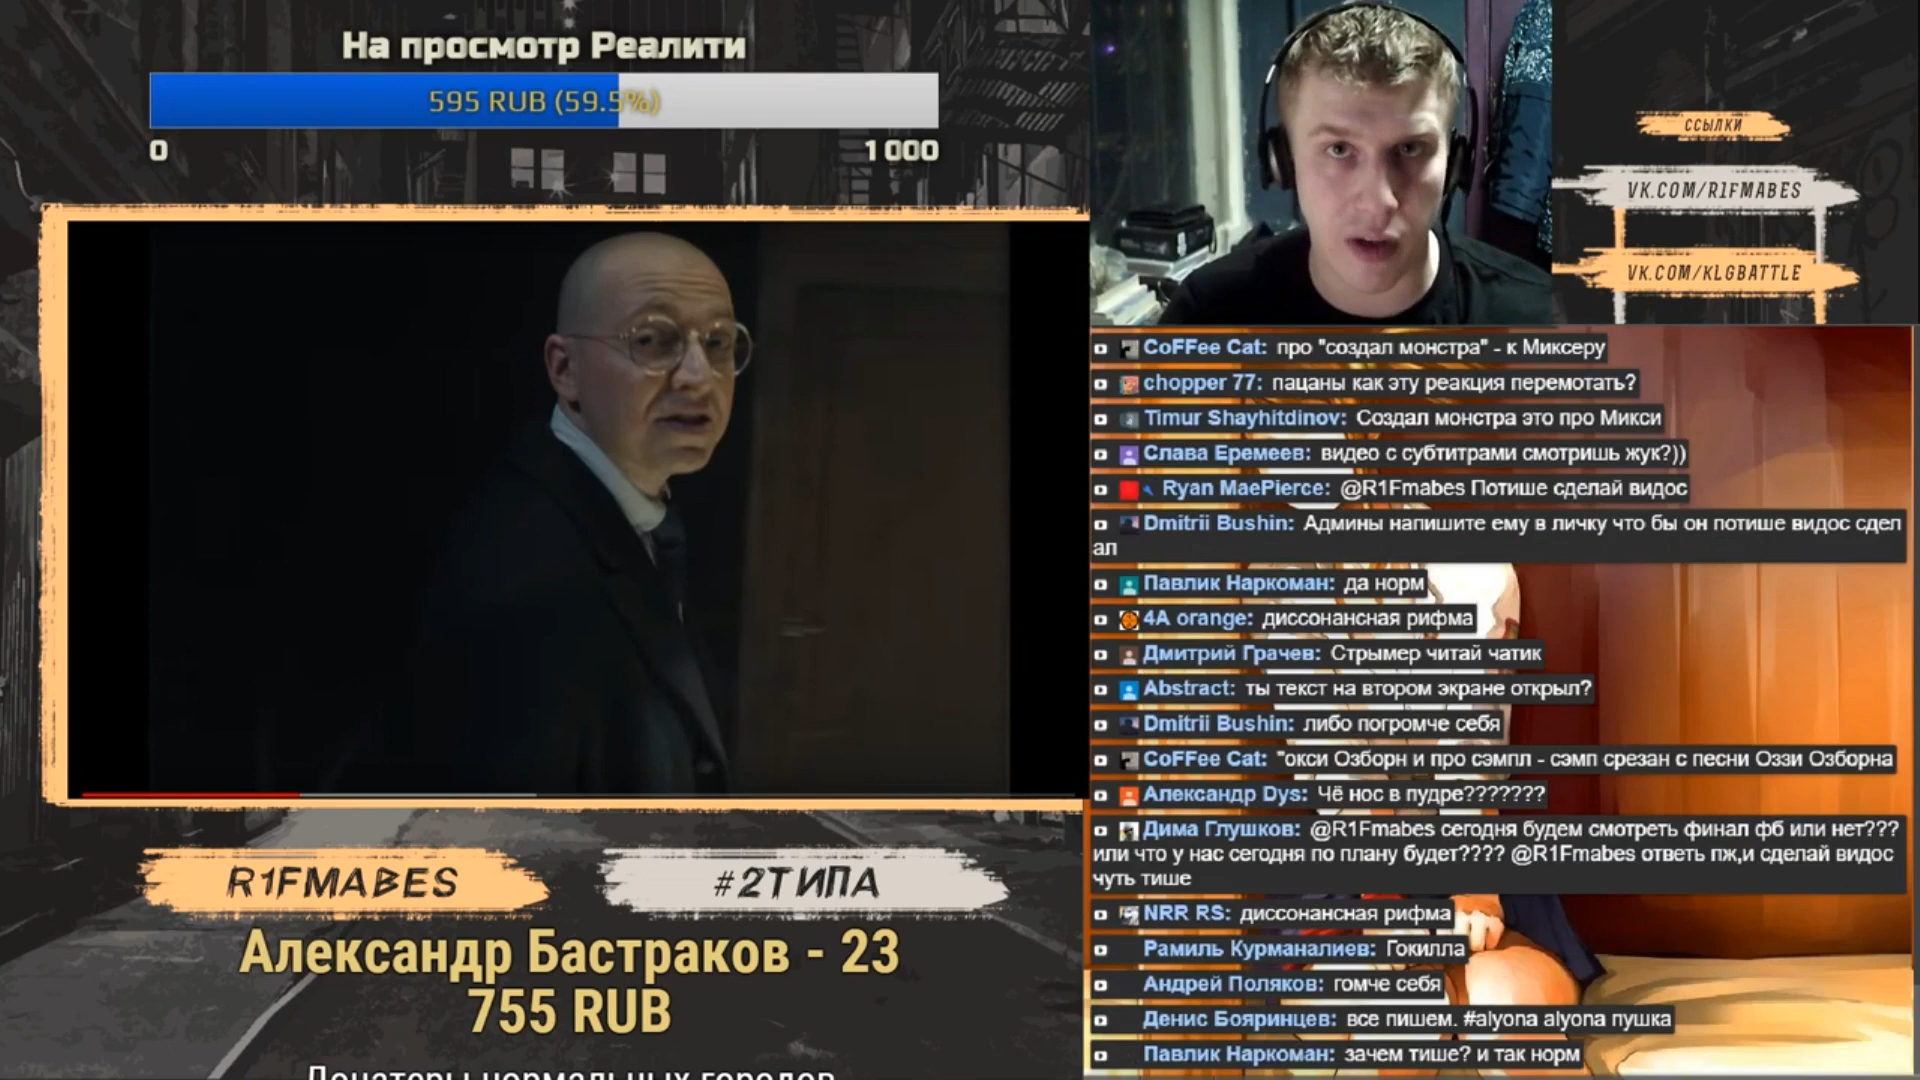 На просмотр Реалити
595 RUB (59.5%)
0
1 000
ССЫЛКИ
VK.COM/R1FMABES
VK.COM/KLGBATTLE
CoFFee Cat: про "создал монстра" - к Миксеру
chopper 77: пацаны как эту реакция перемотать?
Timur Shayhitdinov: Создал монстра это про Микси
Слава Еремеев: видео с субтитрами смотришь жук?))
Ryan MaePierce: @R1Fmabes Потише сделай видос
Dmitrii Bushin: Админы напишите ему в личку что бы он потише видос сдел
ал
Павлик Наркоман: да норм
4A orange: диссонансная рифма
Дмитрий Грачев: Стрымер читай чатик
Abstract: ты текст на втором экране открыл?
Dmitrii Bushin: либо погромче себя
CoFFee Cat: "окси Озборн и про сэмпл - сэмп срезан с песни Оззи Озборна
Александр Dys: Чё нос в пудре???????
Дима Глушков: @R1Fmabes сегодня будем смотреть финал фб или нет???
или что у нас сегодня по плану будет???? @R1Fmabes ответь пж,и сделай видос
чуть тише
NRR RS: диссонансная рифма
Рамиль Курманалиев: Гокилла
Андрей Поляков: гомче себя
Денис Бояринцев: все пишем. #alyona alyona пушка
Павлик Наркоман: зачем тише? и так норм
R1FMABES
#2ТИПА
Александр Бастраков - 23
755 RUB
Донатеры нормальных городов